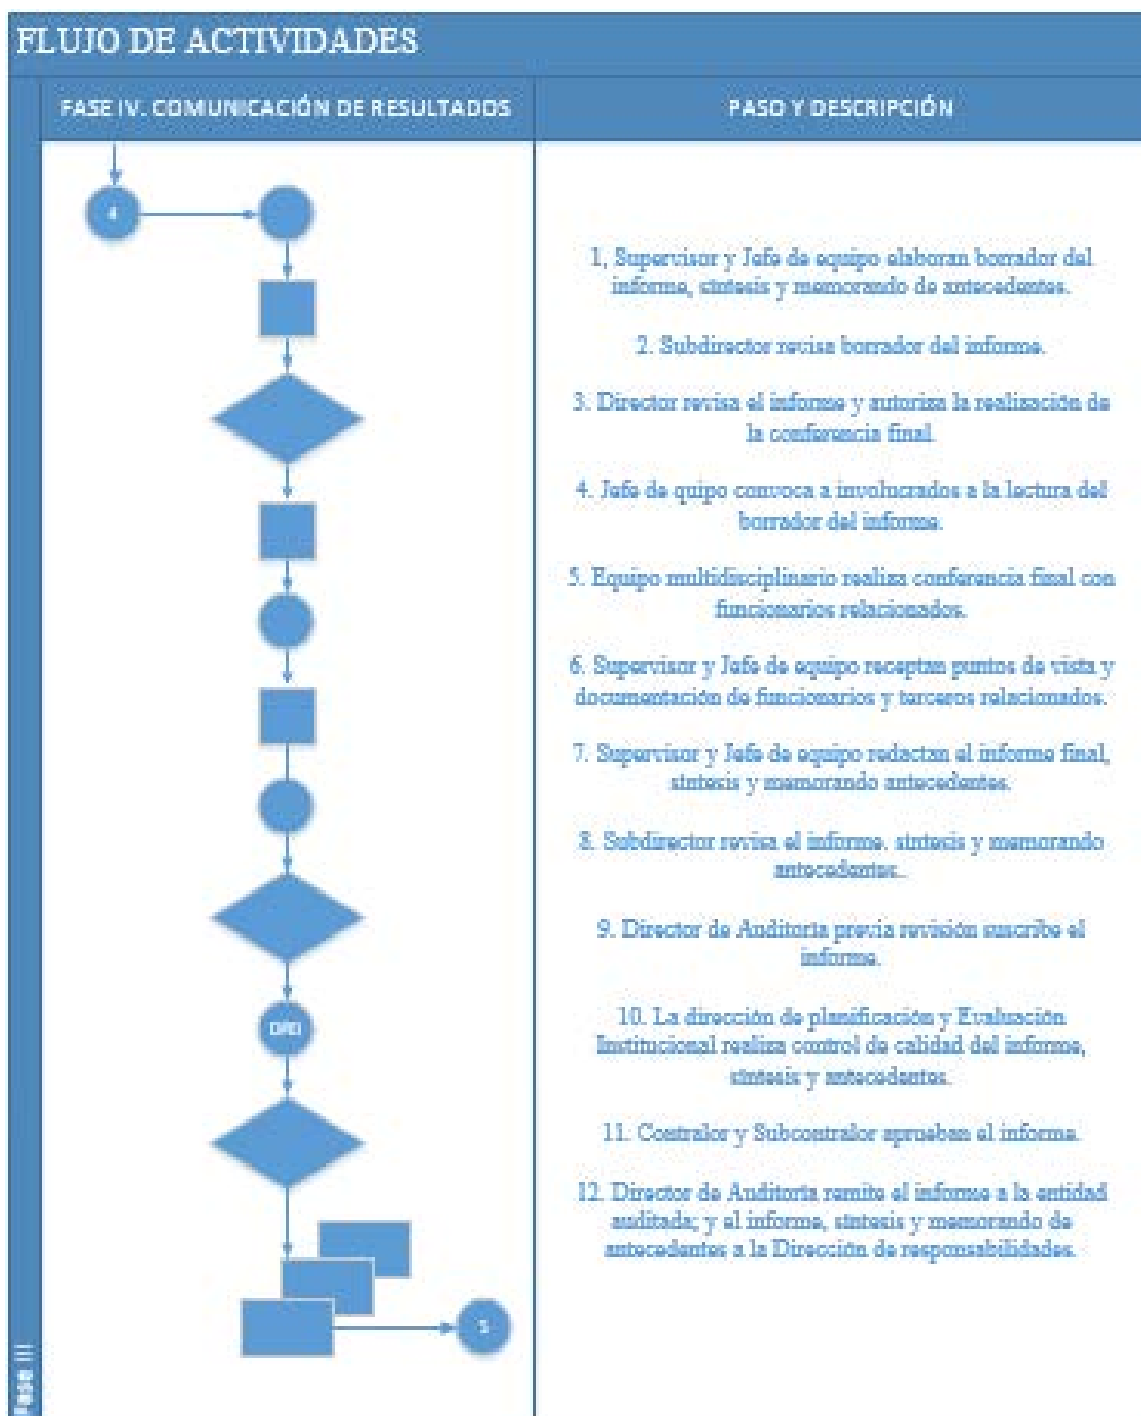 FLUJO DE ACTIVIDADES
FASE IV. COMUNICACIÓN DE RESULTADOS
PASO Y DESCRIPCIÓN
4
1, Supervisor y Jefe de equipo elaboran borrador del
informe, síntesis y memorando de antecedentes.
2. Subdirector revisa borrador del informe.
3. Director revisa el informe y autoriza la realización de
la conferencia final.
4. Jefe de quipo convoca a involucrados a la lectura del
borrador del informe.
5. Equipo multidisciplinario realiza conferencia final con
funcionarios relacionados.
6. Supervisor y Jefe de equipo receptan puntos de vista y
documentación de funcionarios y terceros relacionados.
7. Supervisor y Jefe de equipo redactan el informe final,
síntesis y memorando antecedentes.
8. Subdirector revisa el informe. síntesis y memorando
antecedentes..
9. Director de Auditoría previa revisión suscribe el
informe.
10. La dirección de planificación y Evaluación
Institucional realiza control de calidad del informe,
síntesis y antecedentes.
11. Contralor y Subcontralor aprueban el informe.
12. Director de Auditoría remite el informe a la entidad
auditada; y el informe, síntesis y memorando de
antecedentes a la Dirección de responsabilidades.
5
Fase III